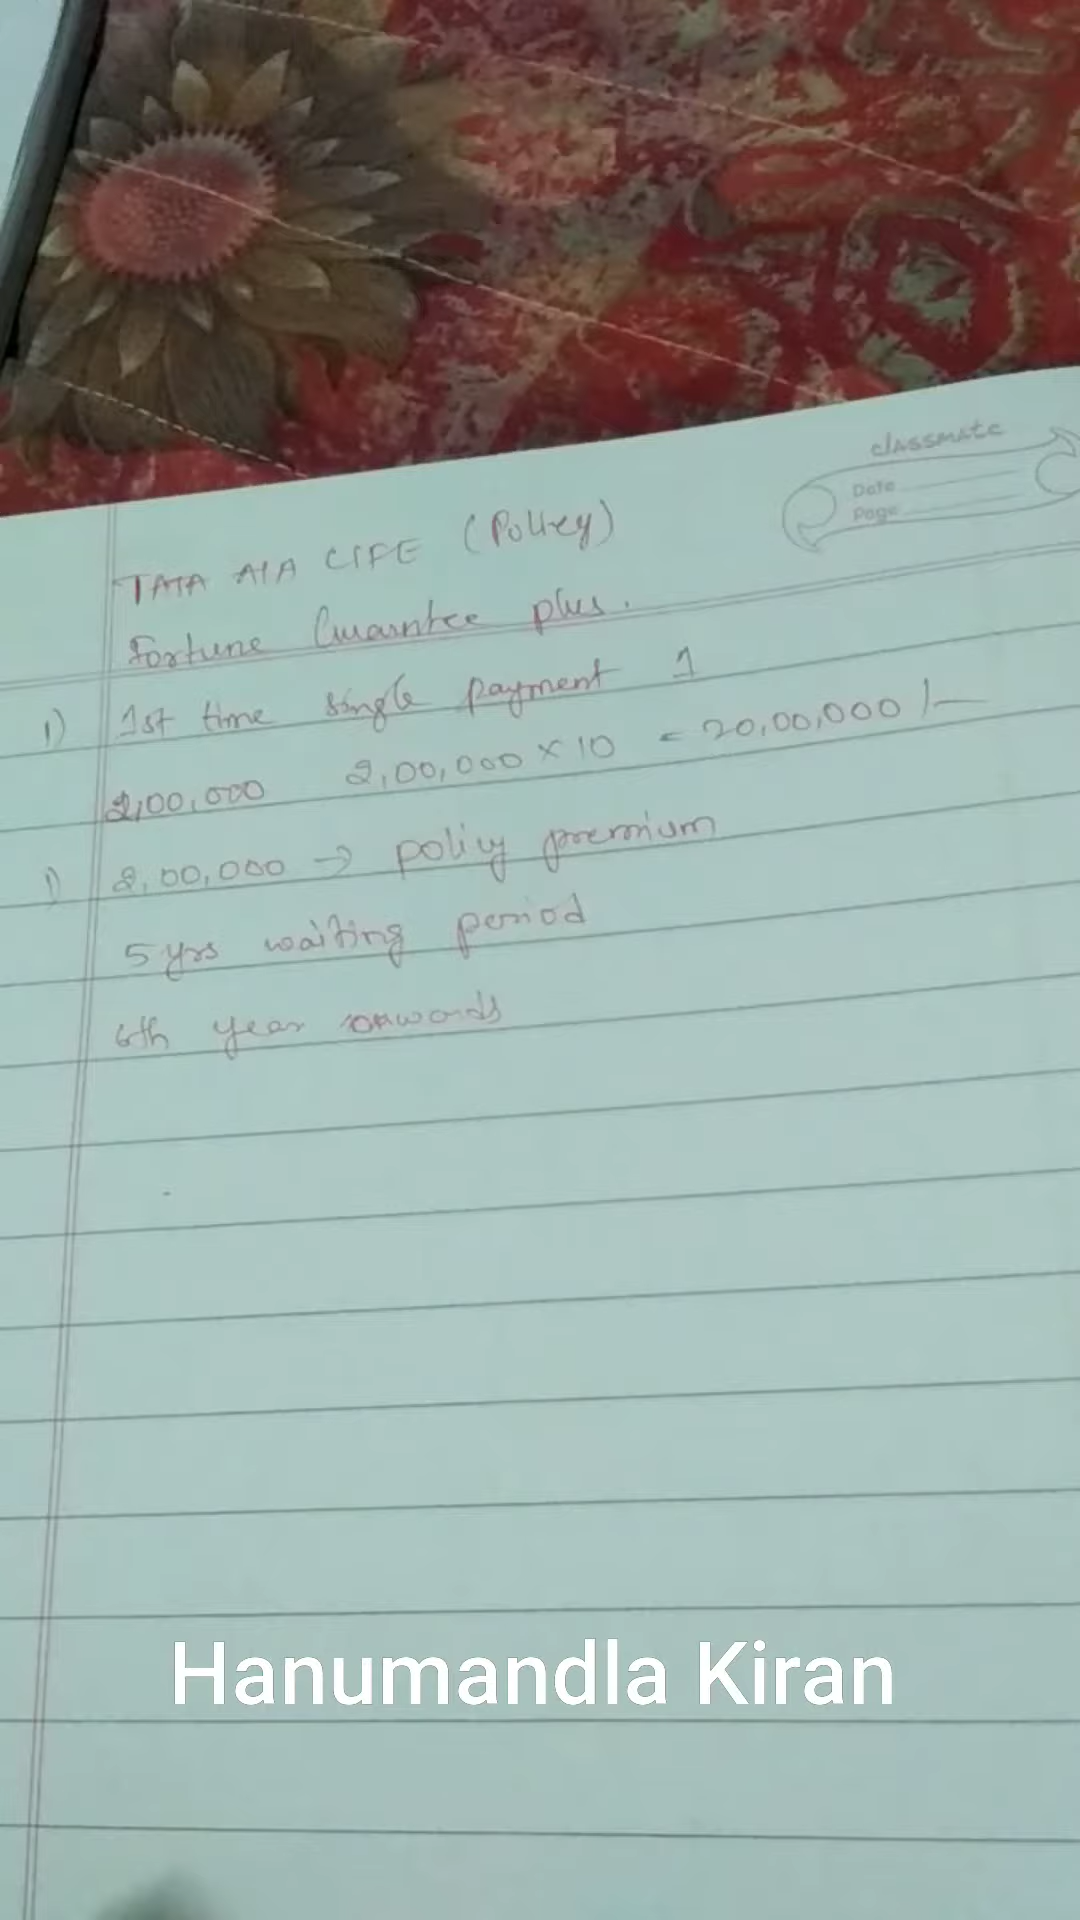 classmate
Date
Page
TATA AIA LIFE (Policy)
Fortune Guarntee plus.
1) 1st time single payment 1
2,00,000 2,00,000 × 10 = 20,00,000/-
1) 2,00,000 → policy premium
5 yrs waiting period
6th year onwards
Hanumandla Kiran